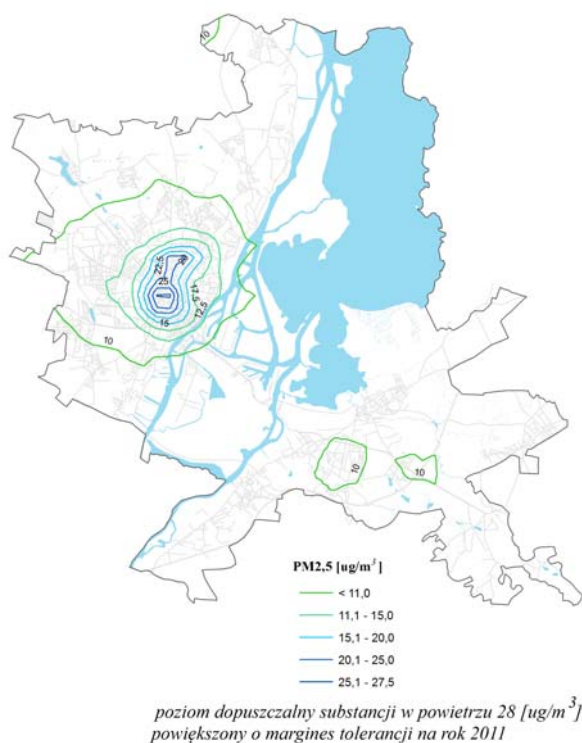 10
22,5
20
25
17,5
12,5
15
10
10
10
PM2,5 [ug/m³]
< 11,0
11,1 - 15,0
15,1 - 20,0
20,1 - 25,0
25,1 - 27,5
poziom dopuszczalny substancji w powietrzu 28 [ug/m³]
powiększony o margines tolerancji na rok 2011